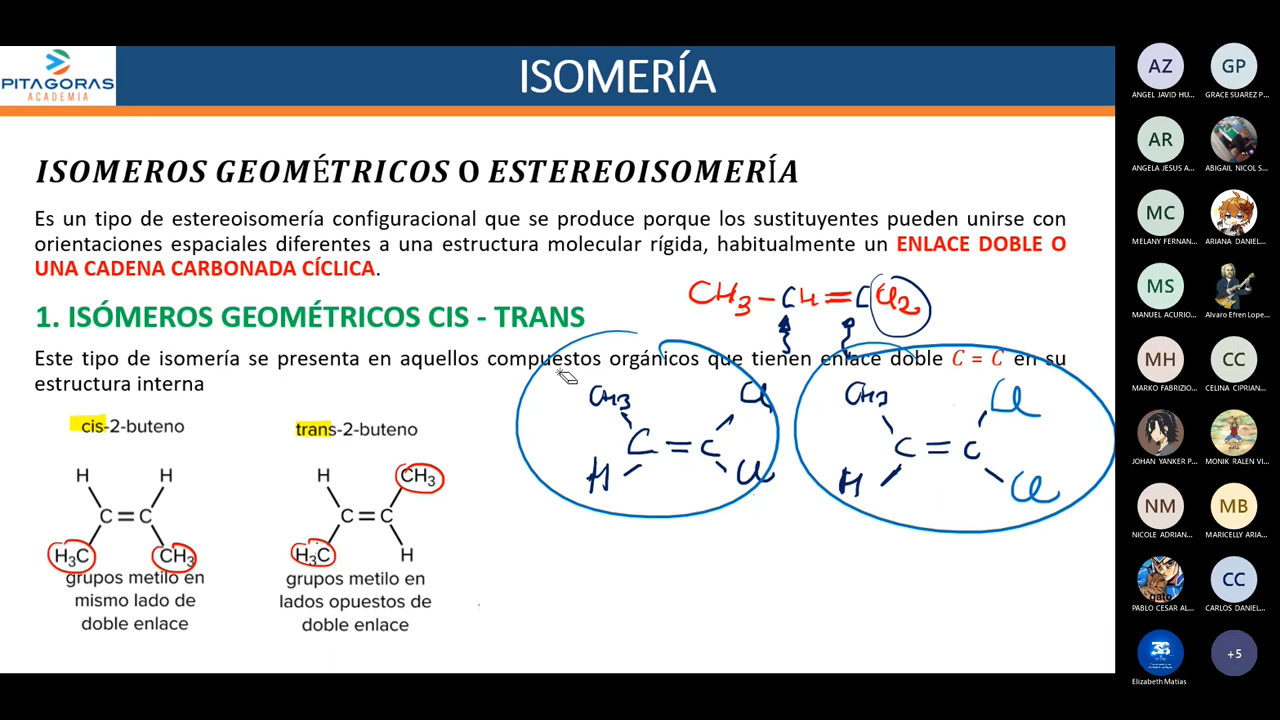 PITAGORAS
ACADEMIA
ISOMERÍA
ISOMEROS GEOMÉTRICOS O ESTEREOISOMERÍA
Es un tipo de estereoisomería configuracional que se produce porque los sustituyentes pueden unirse con
orientaciones espaciales diferentes a una estructura molecular rígida, habitualmente un ENLACE DOBLE O
UNA CADENA CARBONADA CÍCLICA.
CH3 - CH = CCl2
1. ISÓMEROS GEOMÉTRICOS CIS - TRANS
Este tipo de isomería se presenta en aquellos compuestos orgánicos que tienen enlace doble C = C en su
estructura interna
cis-2-buteno
H H
C=C
H3C CH3
grupos metilo en
mismo lado de
doble enlace
trans-2-buteno
H CH3
C=C
H3C H
grupos metilo en
lados opuestos de
doble enlace
CH3 Cl
C = C
H Cl
CH3 Cl
C = C
H Cl
AZ
ANGEL JAVID HU...
GP
GRACE SUAREZ P...
AR
ANGELA JESUS A...
ABIGAIL NICOL S...
MC
MELANY FERNAN...
ARIANA DANIEL...
MS
MANUEL ACURIO...
Alvaro Efren Lope...
MH
MARKO FABRIZIO...
CC
CELINA CIPRIAN...
JOHAN YANKER P...
MONIK RALEN VI...
NM
NICOLE ADRIAN...
MB
MARICELLY ARIA...
gato
PABLO CESAR AL...
CC
CARLOS DANIEL...
Elizabeth Matias
+5